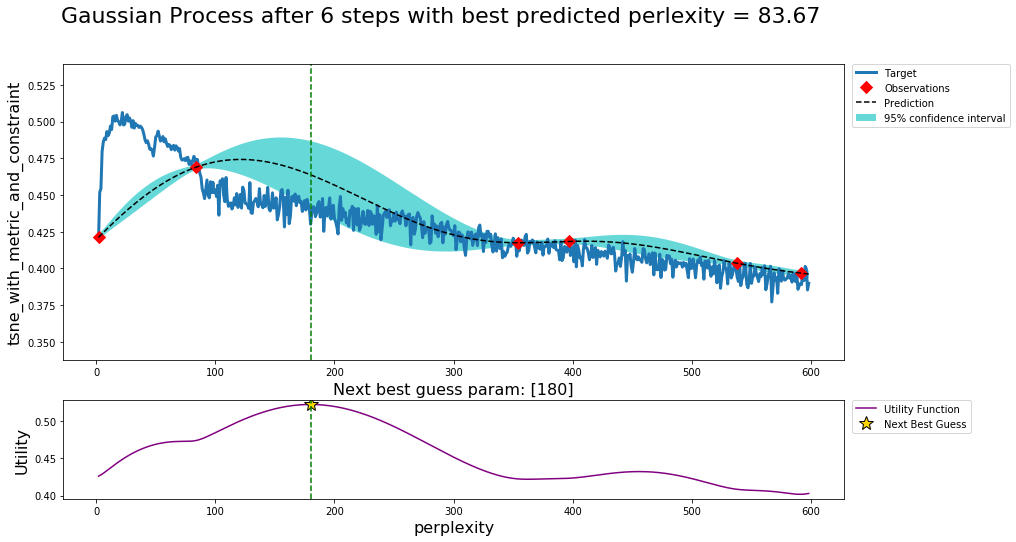 Gaussian Process after 6 steps with best predicted perlexity = 83.67
tsne_with_metric_and_constraint
0.525
0.500
0.475
0.450
0.425
0.400
0.375
0.350
0
100
200
300
400
500
600
Target
Observations
Prediction
95% confidence interval
Next best guess param: [180]
Utility
0.50
0.45
0.40
0
100
200
300
400
500
600
perplexity
Utility Function
Next Best Guess